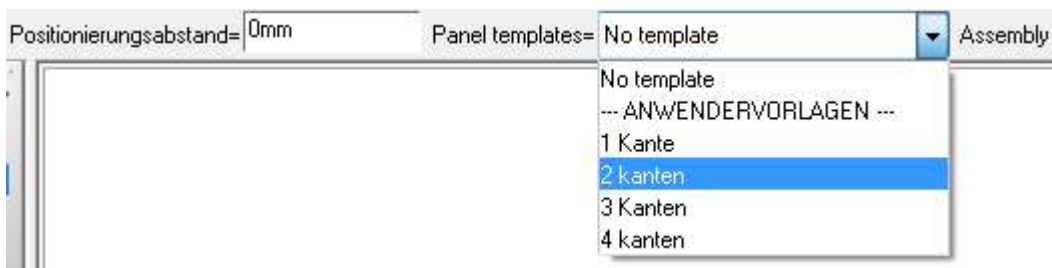 Positionierungsabstand= 0mm Panel templates= No template Assembly
No template
--- ANWENDERVORLAGEN ---
1 Kante
2 kanten
3 Kanten
4 kanten